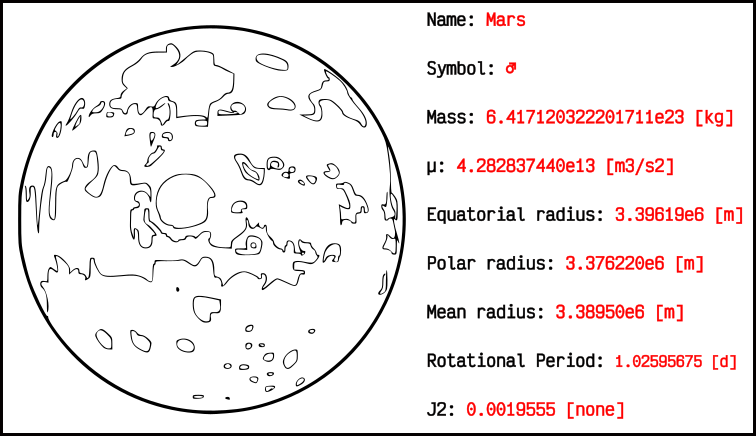 Name: Mars
Symbol: ♂
Mass: 6.417120322201711e23 [kg]
µ: 4.282837440e13 [m3/s2]
Equatorial radius: 3.39619e6 [m]
Polar radius: 3.376220e6 [m]
Mean radius: 3.38950e6 [m]
Rotational Period: 1.02595675 [d]
J2: 0.0019555 [none]